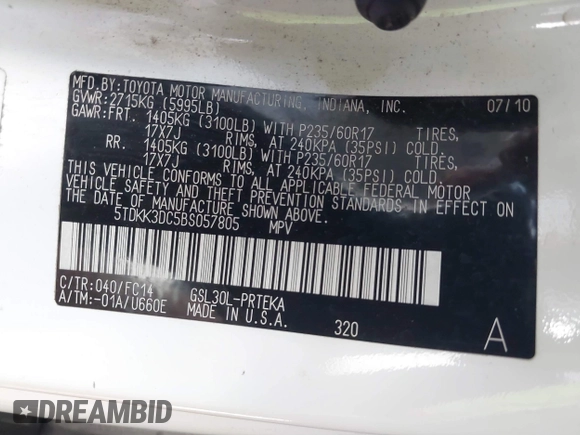 MFD.BY:TOYOTA MOTOR MANUFACTURING, INDIANA, INC. 07/10
GVWR:2715KG (5995LB)
GAWR:FRT. 1405KG (3100LB) WITH P235/60R17 TIRES,
17X7J RIMS, AT 240KPA (35PSI) COLD.
RR. 1405KG (3100LB) WITH P235/60R17 TIRES,
17X7J RIMS, AT 240KPA (35PSI) COLD.
THIS VEHICLE CONFORMS TO ALL APPLICABLE FEDERAL MOTOR
VEHICLE SAFETY AND THEFT PREVENTION STANDARDS IN EFFECT ON
THE DATE OF MANUFACTURE SHOWN ABOVE.
5TDKK3DC5BS057805 MPV
C/TR:040/FC14 GSL30L-PRTEKA
A/TM:-01A/U660E MADE IN U.S.A. 320 A
DREAMBID